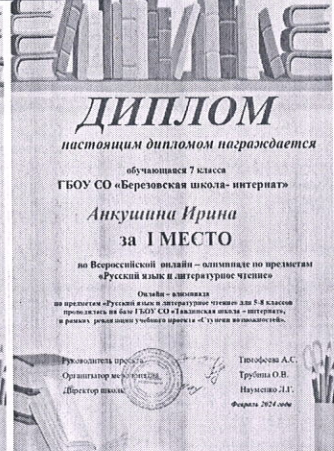 ДИПЛОМ
настоящим дипломом награждается
обучающаяся 7 класса
ГБОУ СО «Березовская школа- интернат»
Анкушина Ирина
за I МЕСТО
во Всероссийской онлайн – олимпиаде по предметам
«Русский язык и литературное чтение»
Онлайн – олимпиада
по предметам «Русский язык и литературное чтение» для 5-8 классов
проводилась на базе ГБОУ СО «Тавдинская школа – интернат»,
в рамках реализации учебного проекта «Ступени возможностей».
Руководитель проекта Тимофеева А.С.
Организатор мероприятия Трубина О.В.
Директор школы Науменко Л.Г.
Февраль 2024 года